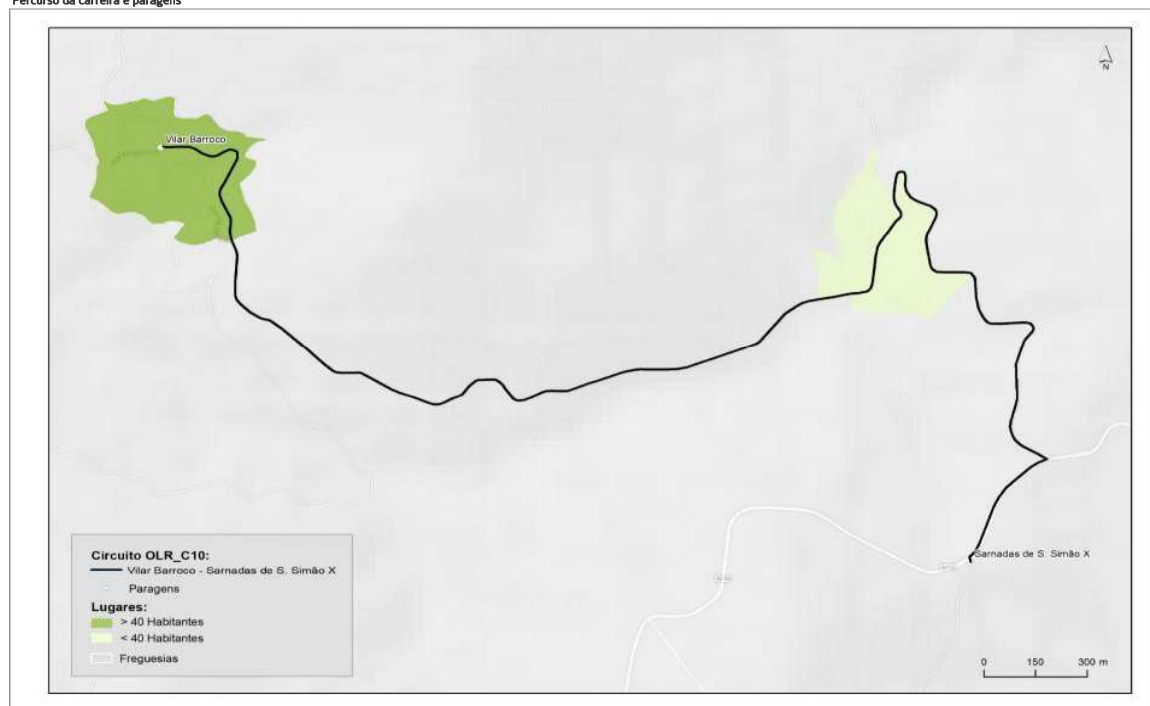 Percurso da carreira e paragens
N
Vilar Barroco
Sarnadas de S. Simão X
Circuito OLR_C10:
Vilar Barroco - Sarnadas de S. Simão X
Paragens
Lugares:
> 40 Habitantes
< 40 Habitantes
Freguesias
0 150 300 m